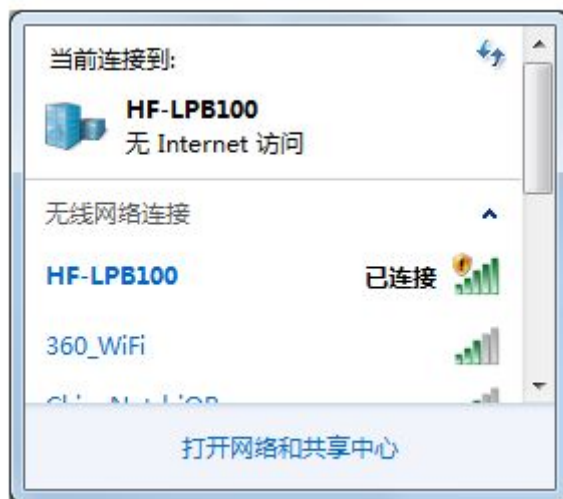 当前连接到:
HF-LPB100
无 Internet 访问
无线网络连接
HF-LPB100 已连接
360_WiFi
打开网络和共享中心